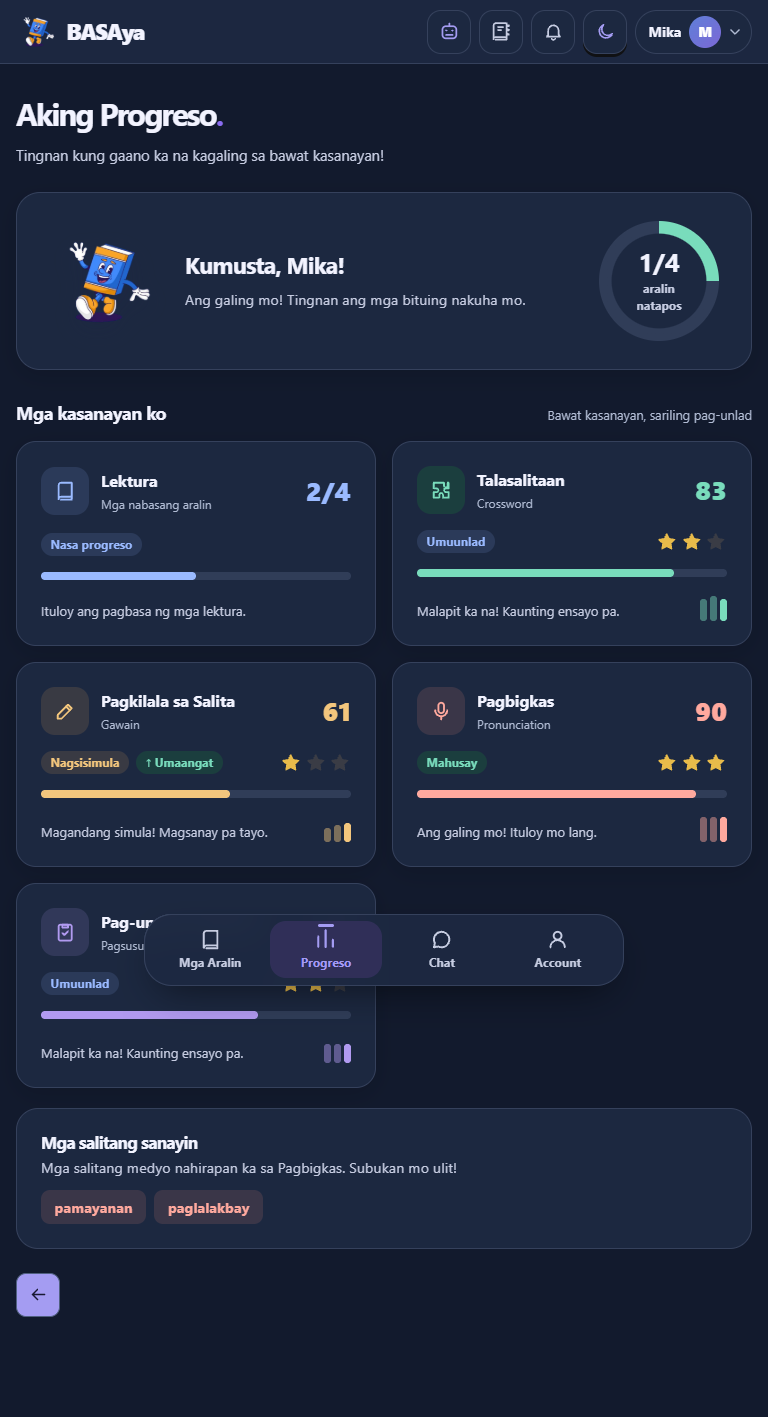 BASAya
Mika M
Aking Progreso.
Tingnan kung gaano ka na kagaling sa bawat kasanayan!
Kumusta, Mika!
Ang galing mo! Tingnan ang mga bituing nakuha mo.
1/4
aralin
natapos
Mga kasanayan ko
Bawat kasanayan, sariling pag-unlad
Lektura
Mga nabasang aralin
2/4
Nasa progreso
Ituloy ang pagbasa ng mga lektura.
Talasalitaan
Crossword
83
Umuunlad
Malapit ka na! Kaunting ensayo pa.
Pagkilala sa Salita
Gawain
61
Nagsisimula
↑ Umaangat
Magandang simula! Magsanay pa tayo.
Pagbigkas
Pronunciation
90
Mahusay
Ang galing mo! Ituloy mo lang.
Umuunlad
Malapit ka na! Kaunting ensayo pa.
Mga Aralin
Progreso
Chat
Account
Mga salitang sanayin
Mga salitang medyo nahirapan ka sa Pagbigkas. Subukan mo ulit!
pamayanan
paglalakbay